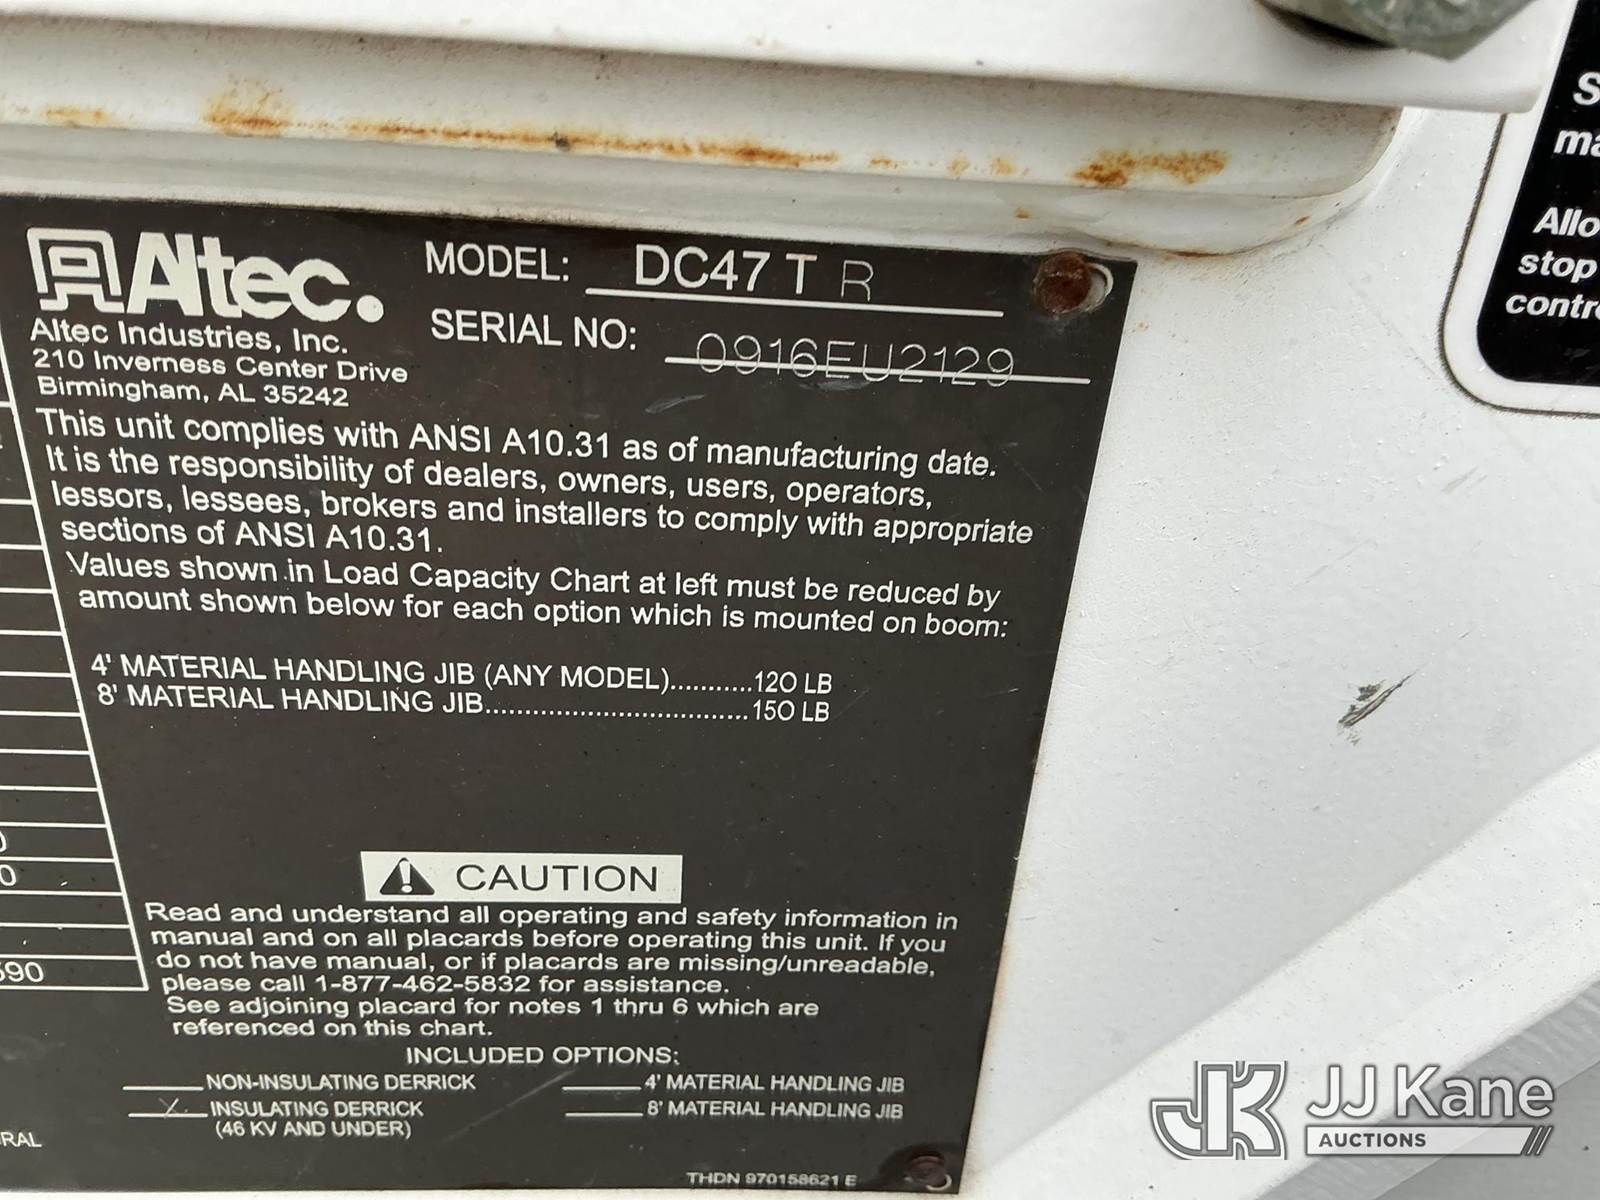 Altec.
Altec Industries, Inc.
210 Inverness Center Drive
Birmingham, AL 35242
MODEL: DC47 T R
SERIAL NO: 0916EU2129
This unit complies with ANSI A10.31 as of manufacturing date.
It is the responsibility of dealers, owners, users, operators,
lessors, lessees, brokers and installers to comply with appropriate
sections of ANSI A10.31.
Values shown in Load Capacity Chart at left must be reduced by
amount shown below for each option which is mounted on boom:
4' MATERIAL HANDLING JIB (ANY MODEL)...........120 LB
8' MATERIAL HANDLING JIB..................................150 LB
CAUTION
Read and understand all operating and safety information in
manual and on all placards before operating this unit. If you
do not have manual, or if placards are missing/unreadable,
please call 1-877-462-5832 for assistance.
See adjoining placard for notes 1 thru 6 which are
referenced on this chart.
INCLUDED OPTIONS:
NON-INSULATING DERRICK
4' MATERIAL HANDLING JIB
X INSULATING DERRICK
(46 KV AND UNDER)
8' MATERIAL HANDLING JIB
THDN 970158621 E
0
590
RAL
Allo
stop
contr
JK JJ Kane
AUCTIONS